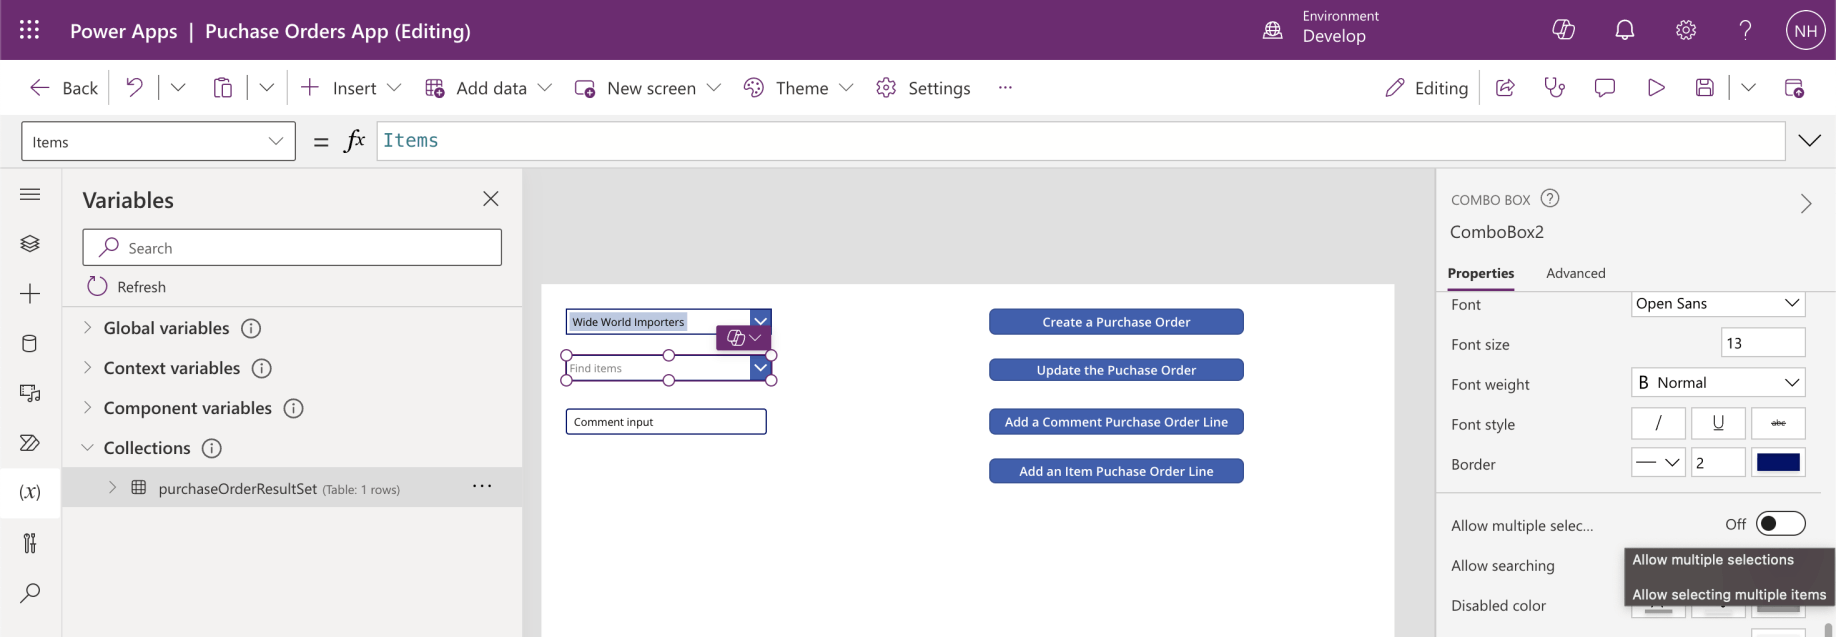 Power Apps | Puchase Orders App (Editing)
Environment
Develop
NH
Back
Insert
Add data
New screen
Theme
Settings
Editing
Items
= fx Items
Variables
Search
Refresh
Global variables
Context variables
Component variables
Collections
purchaseOrderResultSet (Table: 1 rows)
(x)
Wide World Importers
Find items
Comment input
Create a Purchase Order
Update the Puchase Order
Add a Comment Purchase Order Line
Add an Item Puchase Order Line
COMBO BOX
ComboBox2
Properties Advanced
Font Open Sans
Font size 13
Font weight B Normal
Font style / U abc
Border 2
Allow multiple selec... Off
Allow searching
Allow multiple selections
Allow selecting multiple items
Disabled color